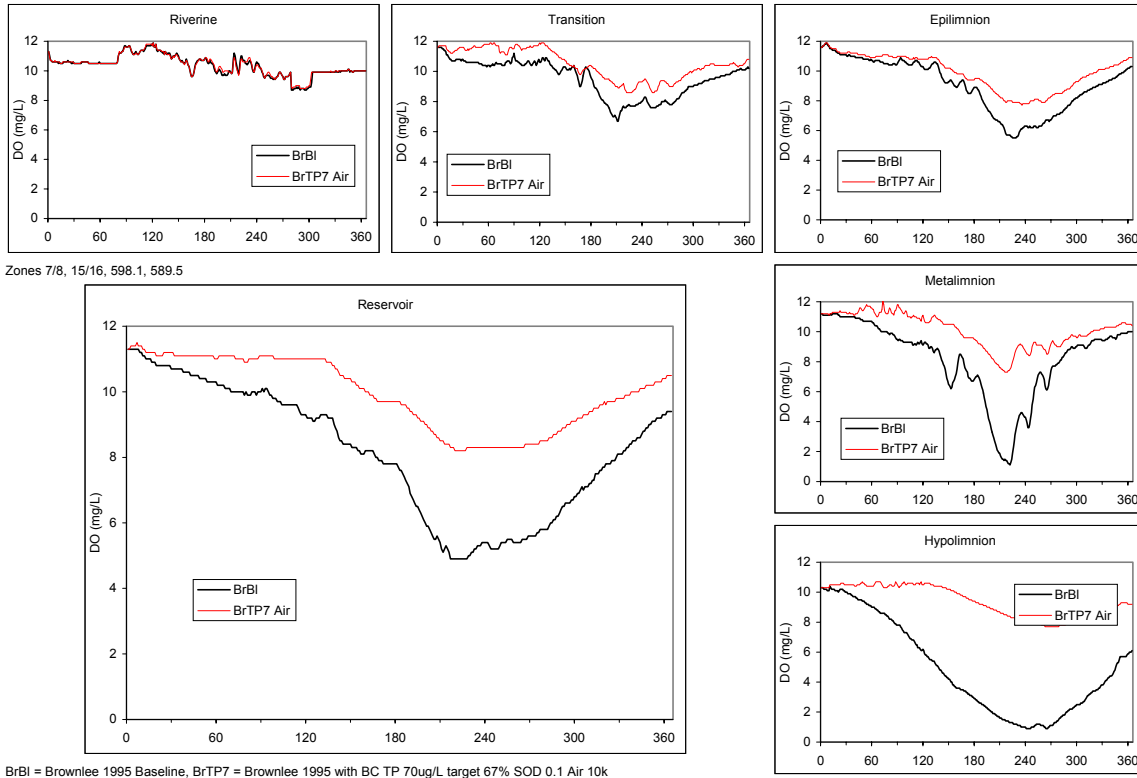 Riverine
DO (mg/L)
12
10
8
6
4
2
0
0 60 120 180 240 300 360
BrBl
BrTP7 Air
Transition
DO (mg/L)
12
10
8
6
4
2
0
0 60 120 180 240 300 360
BrBl
BrTP7 Air
Epilimnion
DO (mg/L)
12
10
8
6
4
2
0
0 60 120 180 240 300 360
BrBl
BrTP7 Air
Zones 7/8, 15/16, 598.1, 589.5
Reservoir
DO (mg/L)
12
10
8
6
4
2
0
0 60 120 180 240 300 360
BrBl
BrTP7 Air
Metalimnion
DO (mg/L)
12
10
8
6
4
2
0
0 60 120 180 240 300 360
BrBl
BrTP7 Air
Hypolimnion
DO (mg/L)
12
10
8
6
4
2
0
0 60 120 180 240 300 360
BrBl
BrTP7 Air
BrBl = Brownlee 1995 Baseline, BrTP7 = Brownlee 1995 with BC TP 70ug/L target 67% SOD 0.1 Air 10k